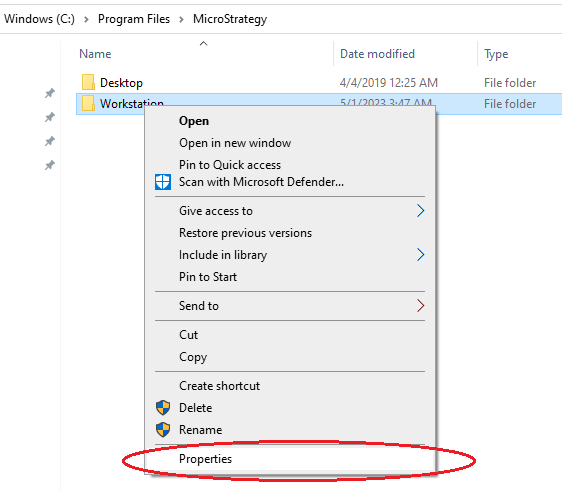 Windows (C:) > Program Files > MicroStrategy
Name Date modified Type
Desktop 4/4/2019 12:25 AM File folder
Workstation 5/1/2023 3:47 AM File folder
Open
Open in new window
Pin to Quick access
Scan with Microsoft Defender...
Give access to
Restore previous versions
Include in library
Pin to Start
Send to
Cut
Copy
Create shortcut
Delete
Rename
Properties